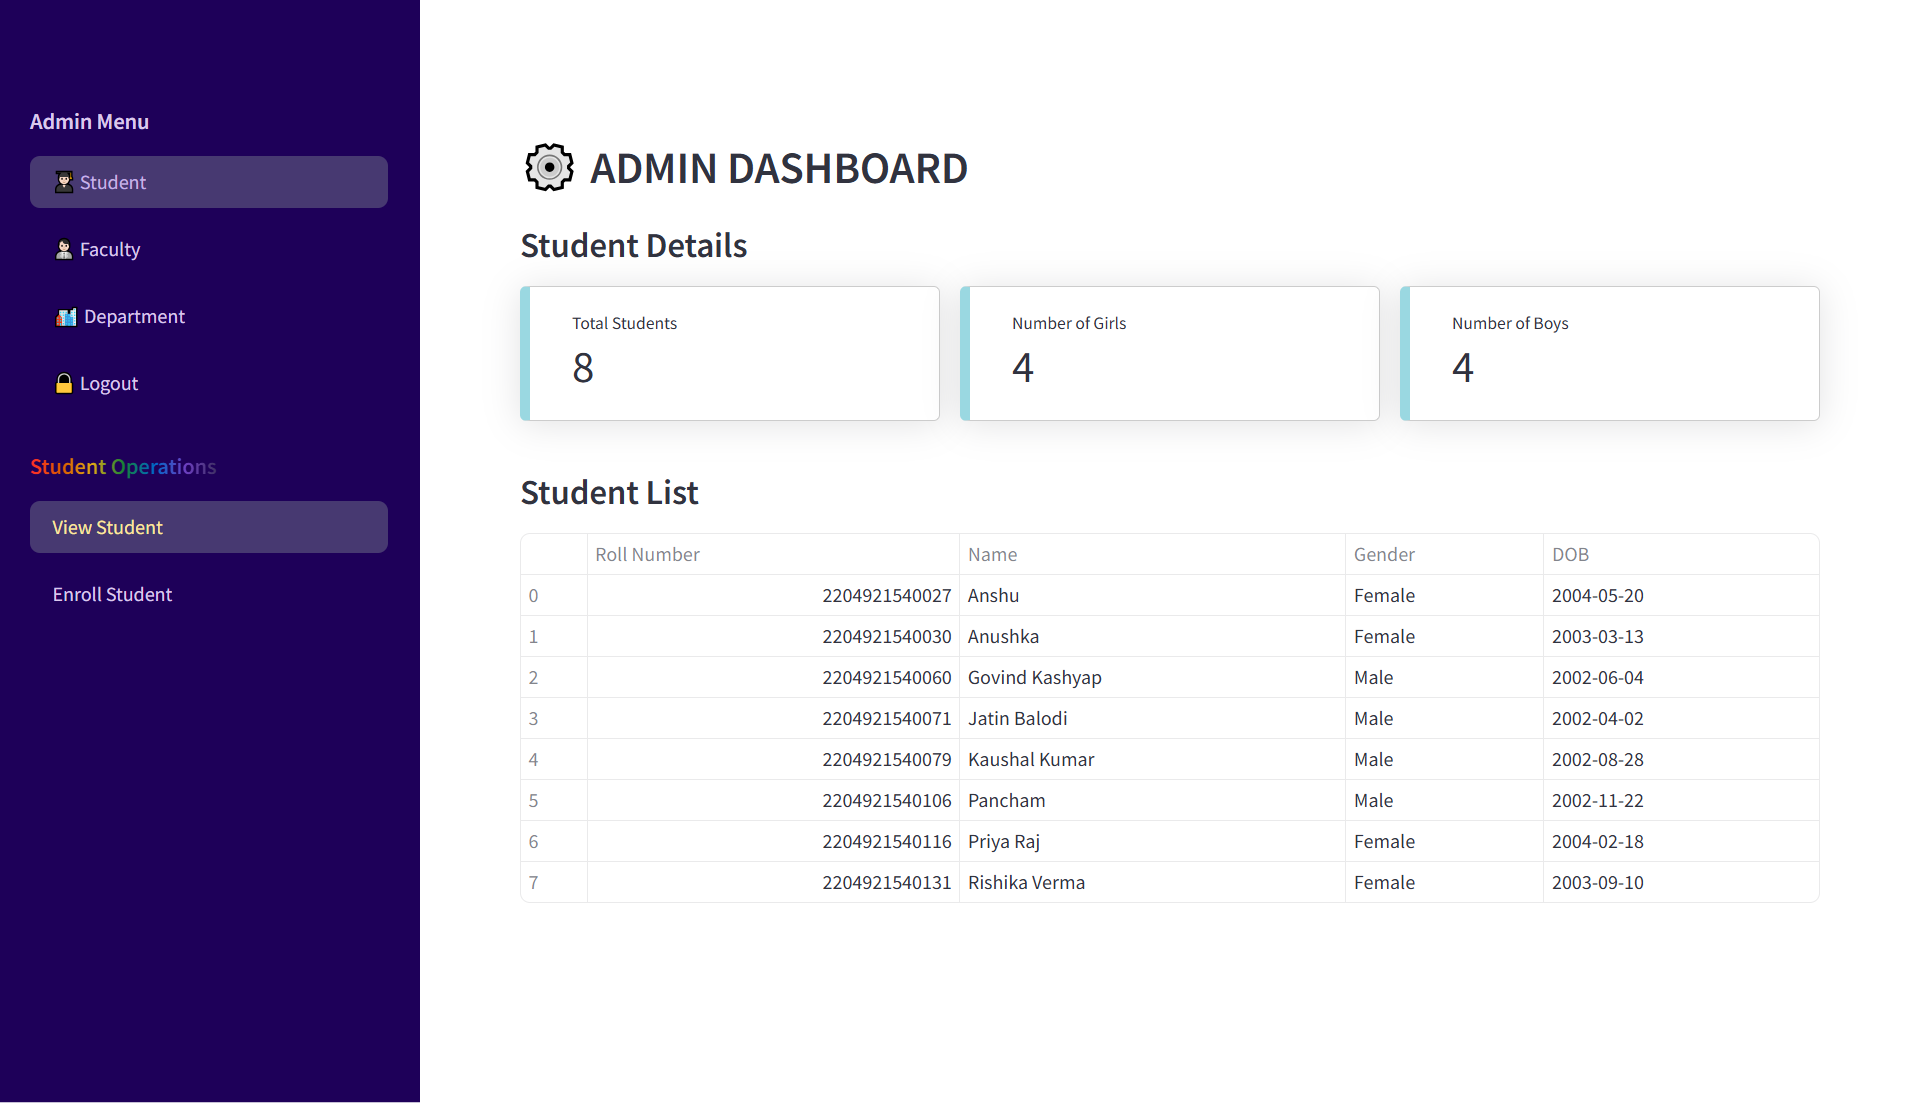 Admin Menu
Student
Faculty
Department
Logout
Student Operations
View Student
Enroll Student
ADMIN DASHBOARD
Student Details
Total Students
8
Number of Girls
4
Number of Boys
4
Student List
Roll Number Name Gender DOB
0 2204921540027 Anshu Female 2004-05-20
1 2204921540030 Anushka Female 2003-03-13
2 2204921540060 Govind Kashyap Male 2002-06-04
3 2204921540071 Jatin Balodi Male 2002-04-02
4 2204921540079 Kaushal Kumar Male 2002-08-28
5 2204921540106 Pancham Male 2002-11-22
6 2204921540116 Priya Raj Female 2004-02-18
7 2204921540131 Rishika Verma Female 2003-09-10